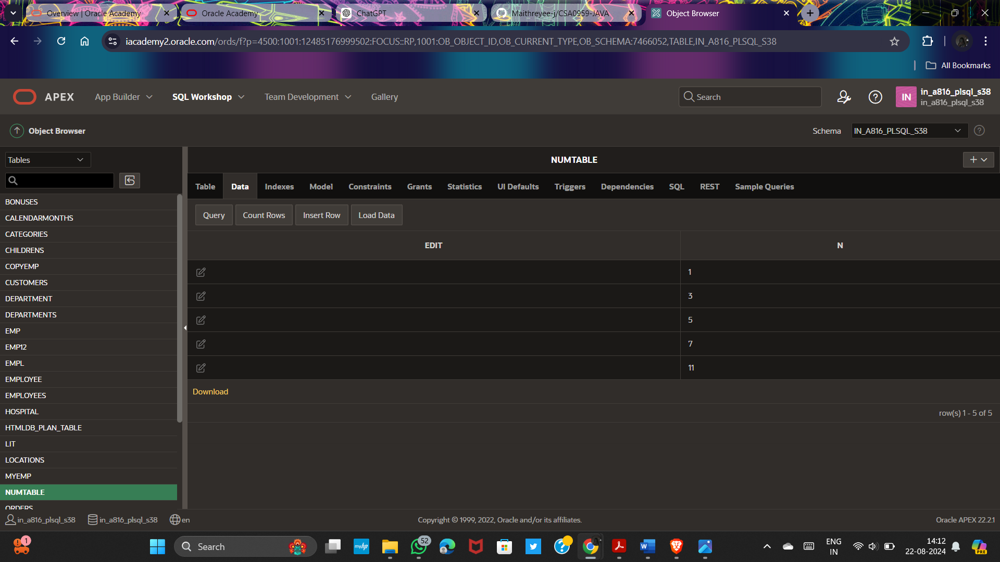 Overview | Oracle Academy
Oracle Academy
ChatGPT
Maithreyee-j/CSA0959-JAVA
Object Browser
iacademy2.oracle.com/ords/f?p=4500:1001:12485176999502:FOCUS::RP,1001:OB_OBJECT_ID,OB_CURRENT_TYPE,OB_SCHEMA:7466052,TABLE,IN_A816_PLSQL_S38
All Bookmarks
APEX
App Builder
SQL Workshop
Team Development
Gallery
Search
IN
in_a816_plsql_s38
in_a816_plsql_s38
Object Browser
Schema
IN_A816_PLSQL_S38
Tables
NUMTABLE
Table
Data
Indexes
Model
Constraints
Grants
Statistics
UI Defaults
Triggers
Dependencies
SQL
REST
Sample Queries
Query
Count Rows
Insert Row
Load Data
BONUSES
CALENDARMONTHS
CATEGORIES
CHILDRENS
COPYEMP
CUSTOMERS
DEPARTMENT
DEPARTMENTS
EMP
EMP12
EMPL
EMPLOYEE
EMPLOYEES
HOSPITAL
HTMLDB_PLAN_TABLE
LIT
LOCATIONS
MYEMP
NUMTABLE
ORDERS
EDIT
N
1
3
5
7
11
Download
row(s) 1 - 5 of 5
in_a816_plsql_s38
in_a816_plsql_s38
en
Copyright © 1999, 2022, Oracle and/or its affiliates.
Oracle APEX 22.2.1
1
Search
myhp
52
W
PRE
ENG
IN
14:12
22-08-2024